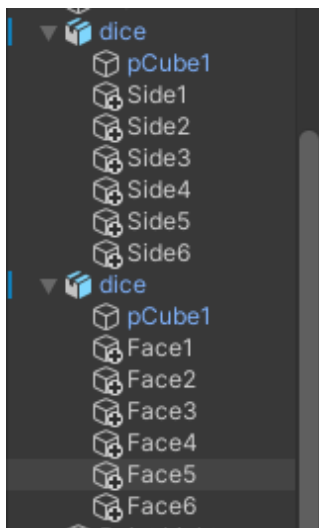 dice
pCube1
Side1
Side2
Side3
Side4
Side5
Side6
dice
pCube1
Face1
Face2
Face3
Face4
Face5
Face6